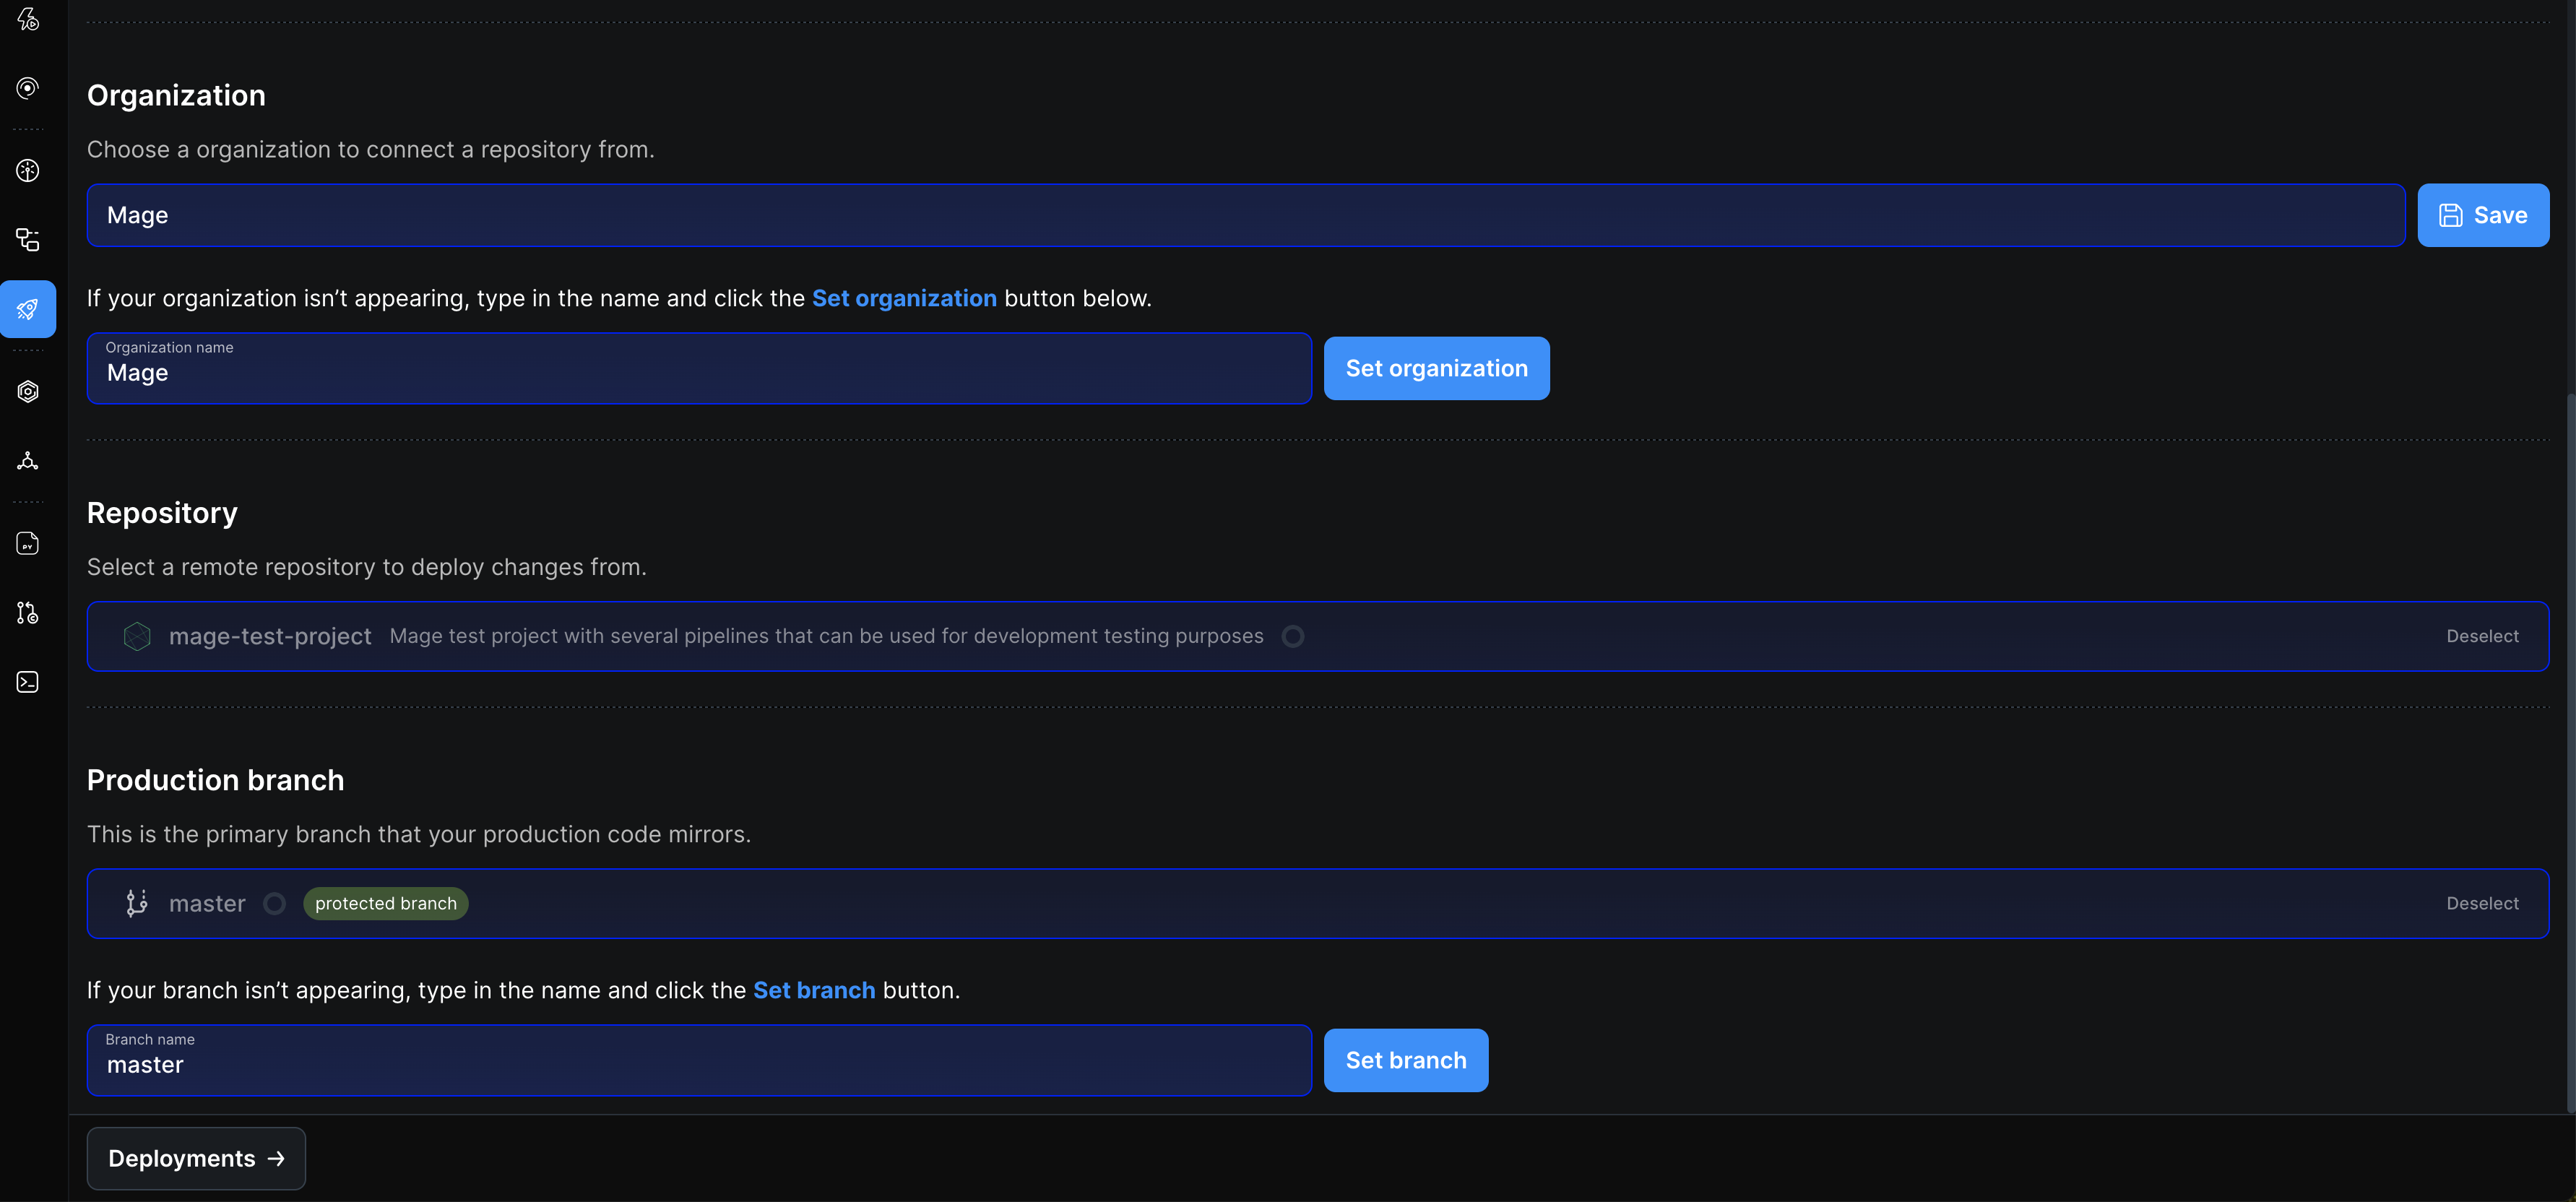 Organization
Choose a organization to connect a repository from.
Mage
Save
If your organization isn’t appearing, type in the name and click the Set organization button below.
Organization name
Mage
Set organization
Repository
Select a remote repository to deploy changes from.
PY
mage-test-project Mage test project with several pipelines that can be used for development testing purposes Deselect
Production branch
This is the primary branch that your production code mirrors.
master protected branch Deselect
If your branch isn’t appearing, type in the name and click the Set branch button.
Branch name
master
Set branch
Deployments →